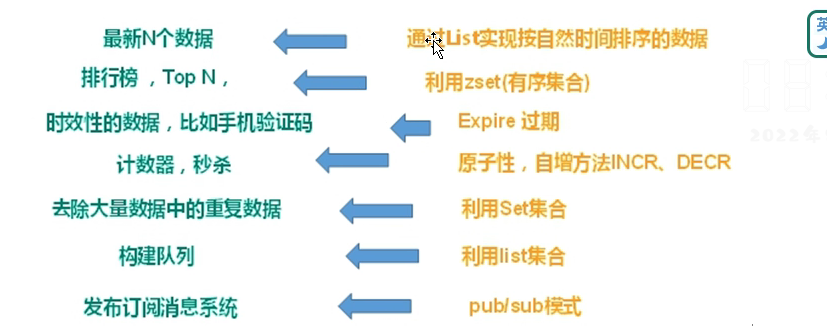 英
最新N个数据 通过List实现按自然时间排序的数据
排行榜，Top N， 利用zset(有序集合)
时效性的数据，比如手机验证码 Expire 过期
2022年
计数器，秒杀 原子性，自增方法INCR、DECR
去除大量数据中的重复数据 利用Set集合
构建队列 利用list集合
发布订阅消息系统 pub/sub模式